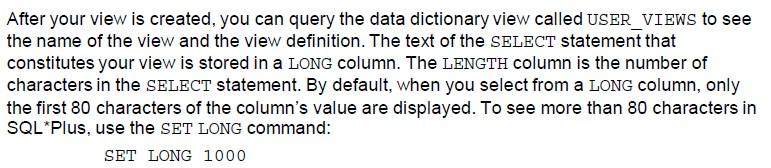 After your view is created, you can query the data dictionary view called USER_VIEWS to see
the name of the view and the view definition. The text of the SELECT statement that
constitutes your view is stored in a LONG column. The LENGTH column is the number of
characters in the SELECT statement. By default, when you select from a LONG column, only
the first 80 characters of the column's value are displayed. To see more than 80 characters in
SQL*Plus, use the SET LONG command:
SET LONG 1000